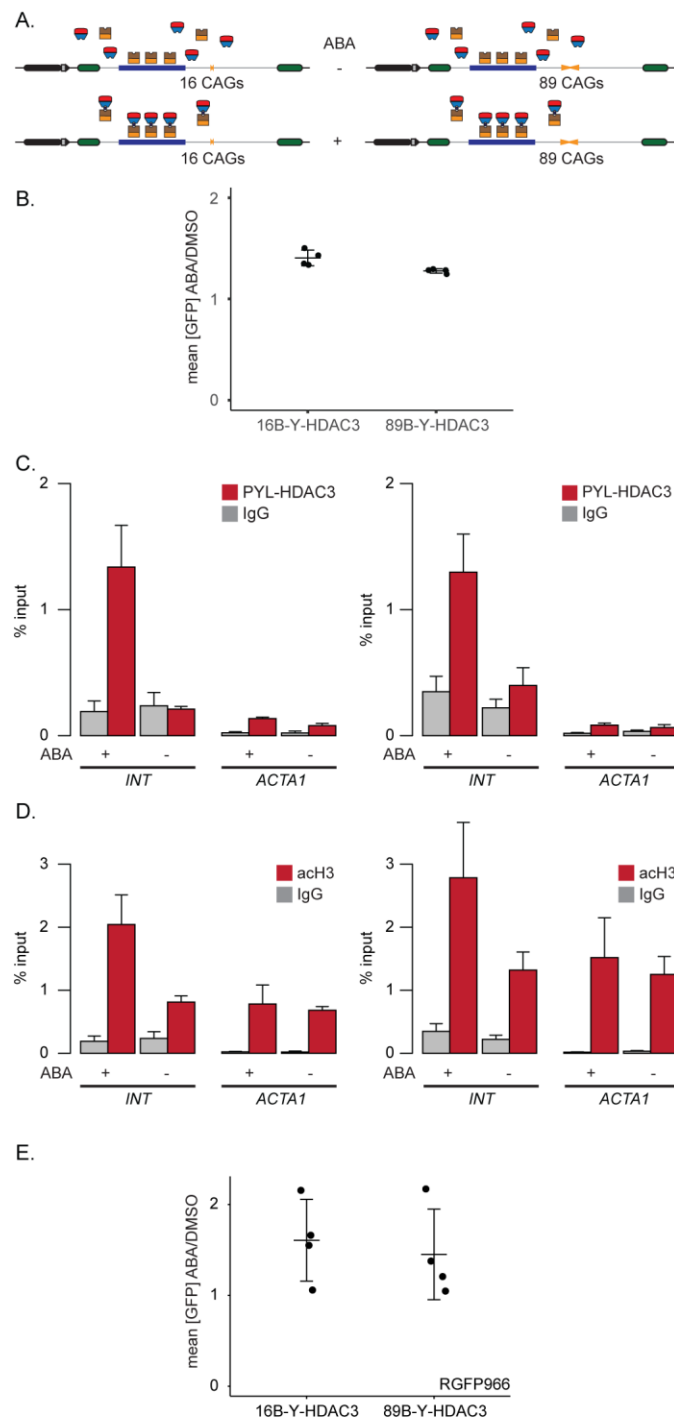 A.
ABA
16 CAGs
-
89 CAGs
16 CAGs
+
89 CAGs
B.
mean [GFP] ABA/DMSO
2
1
0
16B-Y-HDAC3
89B-Y-HDAC3
C.
% input
2
1
0
PYL-HDAC3
IgG
ABA
+
-
+
-
INT
ACTA1
% input
2
1
0
PYL-HDAC3
IgG
ABA
+
-
+
-
INT
ACTA1
D.
% input
3
2
1
0
acH3
IgG
ABA
+
-
+
-
INT
ACTA1
% input
3
2
1
0
acH3
IgG
ABA
+
-
+
-
INT
ACTA1
E.
mean [GFP] ABA/DMSO
2
1
0
RGFP966
16B-Y-HDAC3
89B-Y-HDAC3